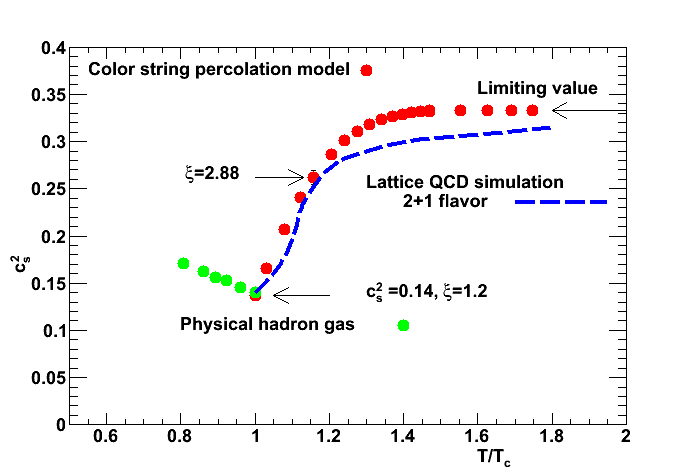 0.4
Color string percolation model
Limiting value
0.35
0.3
ξ=2.88
Lattice QCD simulation
2+1 flavor
0.25
c_s^2
0.2
0.15
c_s^2 =0.14, ξ=1.2
Physical hadron gas
0.1
0.05
0
0.6 0.8 1 1.2 1.4 1.6 1.8 2
T/T_c